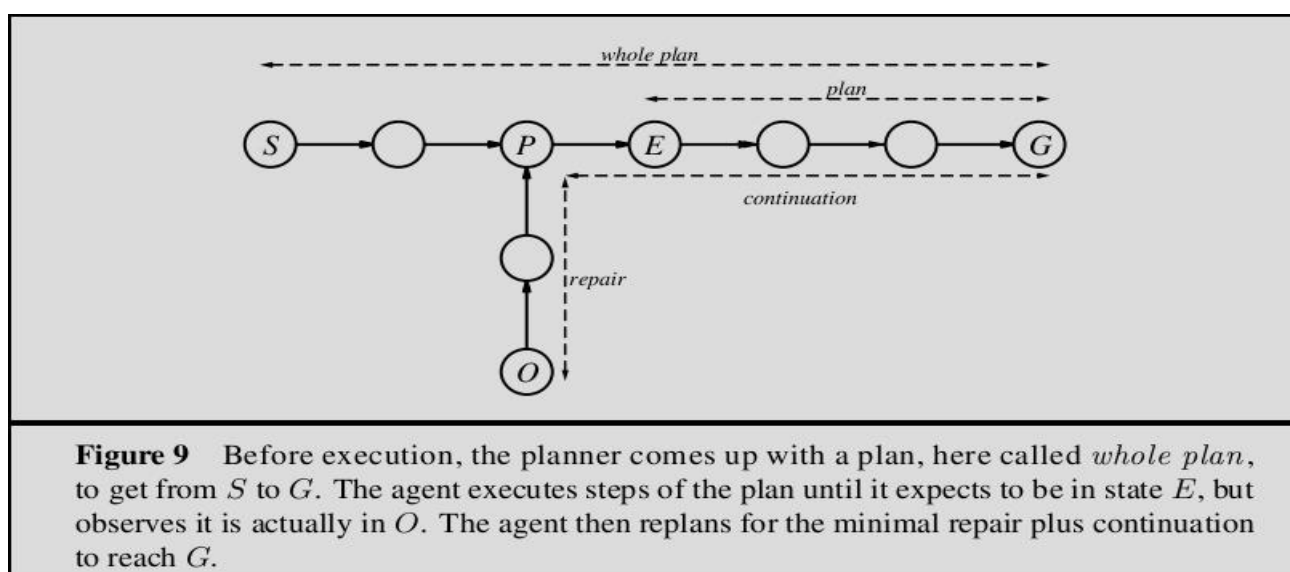 whole plan
plan
S
P
E
G
continuation
repair
O
Figure 9 Before execution, the planner comes up with a plan, here called whole plan,
to get from S to G. The agent executes steps of the plan until it expects to be in state E, but
observes it is actually in O. The agent then replans for the minimal repair plus continuation
to reach G.